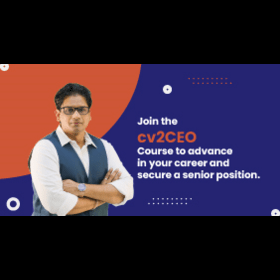 Join the
cv2CEO
Course to advance
in your career and
secure a senior position.